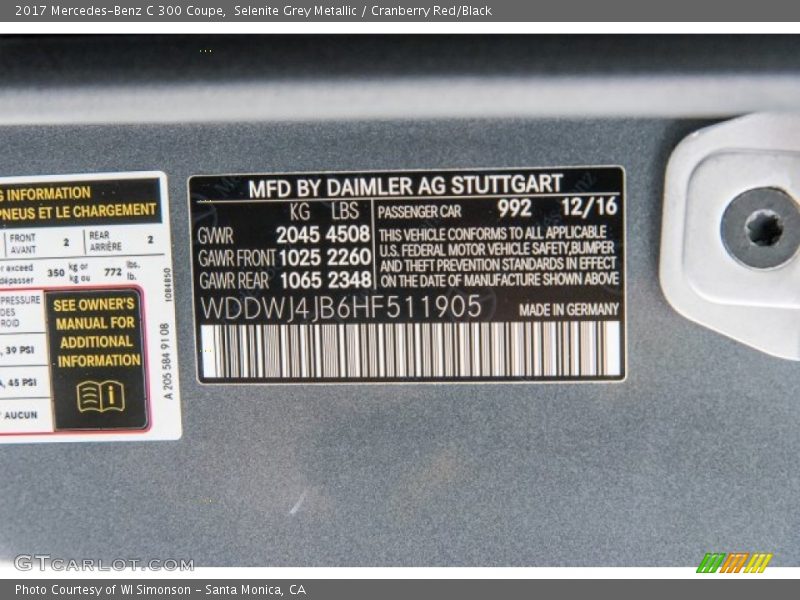 2017 Mercedes-Benz C 300 Coupe, Selenite Grey Metallic / Cranberry Red/Black
INFORMATION
PNEUS ET LE CHARGEMENT
FRONT AVANT 2 REAR ARRIÈRE 2
exceed 350 kg or kg ou 772 lbs. lb.
PRESSURE
39 PSI
45 PSI
AUCUN
SEE OWNER'S
MANUAL FOR
ADDITIONAL
INFORMATION
1084850
A 205 584 91 08
MFD BY DAIMLER AG STUTTGART
KG LBS
GWR 2045 4508
GAWR FRONT 1025 2260
GAWR REAR 1065 2348
PASSENGER CAR 992 12/16
THIS VEHICLE CONFORMS TO ALL APPLICABLE
U.S. FEDERAL MOTOR VEHICLE SAFETY,BUMPER
AND THEFT PREVENTION STANDARDS IN EFFECT
ON THE DATE OF MANUFACTURE SHOWN ABOVE
WDDWJ4JB6HF511905 MADE IN GERMANY
GTCarLot.com
Photo Courtesy of WI Simonson - Santa Monica, CA